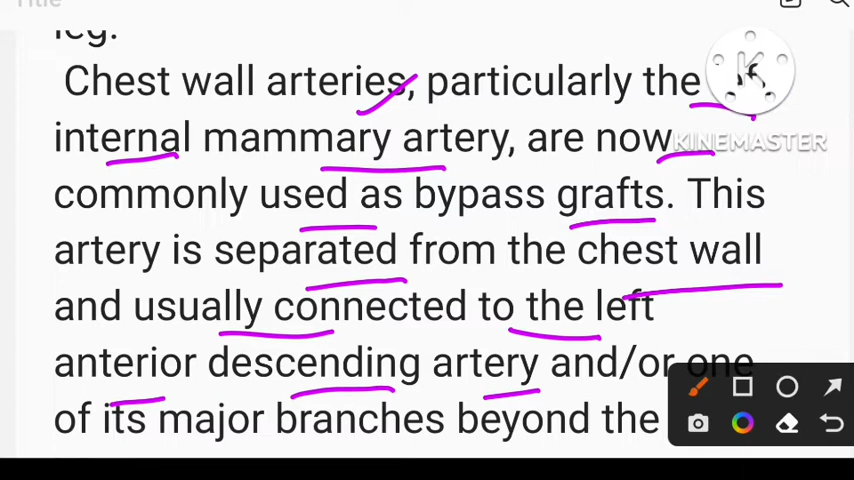 Title
leg.
Chest wall arteries, particularly the
internal mammary artery, are now
KINEMASTER
commonly used as bypass grafts. This
artery is separated from the chest wall
and usually connected to the left
anterior descending artery and/or one
of its major branches beyond the